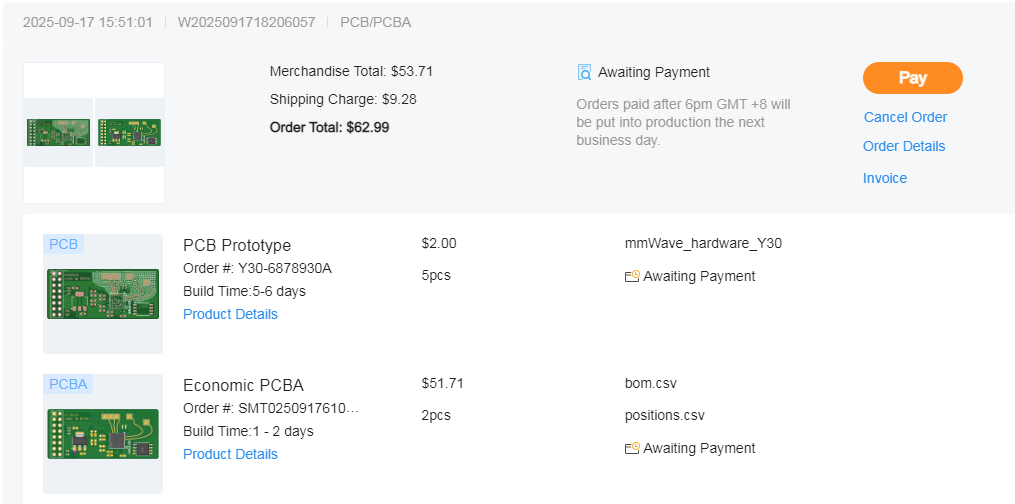 2025-09-17 15:51:01 W2025091718206057 PCB/PCBA
Merchandise Total: $53.71
Shipping Charge: $9.28
Order Total: $62.99
Awaiting Payment
Orders paid after 6pm GMT +8 will
be put into production the next
business day.
Pay
Cancel Order
Order Details
Invoice
PCB
PCB Prototype
Order #: Y30-6878930A
Build Time:5-6 days
Product Details
$2.00
5pcs
mmWave_hardware_Y30
Awaiting Payment
PCBA
Economic PCBA
Order #: SMT0250917610...
Build Time:1 - 2 days
Product Details
$51.71
2pcs
bom.csv
positions.csv
Awaiting Payment